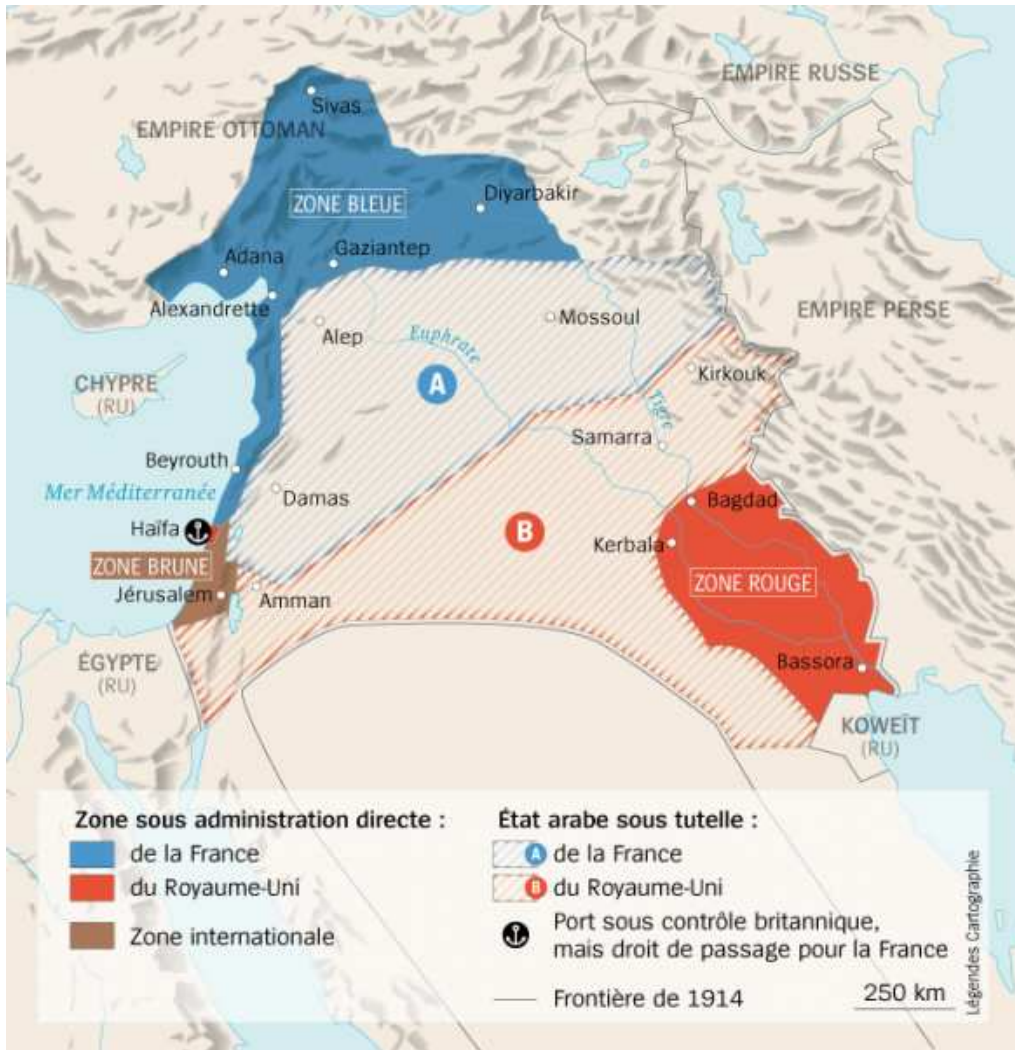 EMPIRE RUSSE
Sivas
EMPIRE OTTOMAN
Diyarbakir
ZONE BLEUE
Adana
Gaziantep
Alexandrette
Mossoul
EMPIRE PERSE
Alep
Euphrate
CHYPRE
(RU)
A
Kirkouk
Tigre
Samarra
Beyrouth
Mer Méditerranée
Damas
Bagdad
Haïfa
B
Kerbala
ZONE BRUNE
ZONE ROUGE
Jérusalem
Amman
ÉGYPTE
(RU)
Bassora
KOWEÏT
(RU)
Zone sous administration directe :
de la France
du Royaume-Uni
Zone internationale
État arabe sous tutelle :
A de la France
B du Royaume-Uni
Port sous contrôle britannique,
mais droit de passage pour la France
Frontière de 1914
250 km
Légendes Cartographie